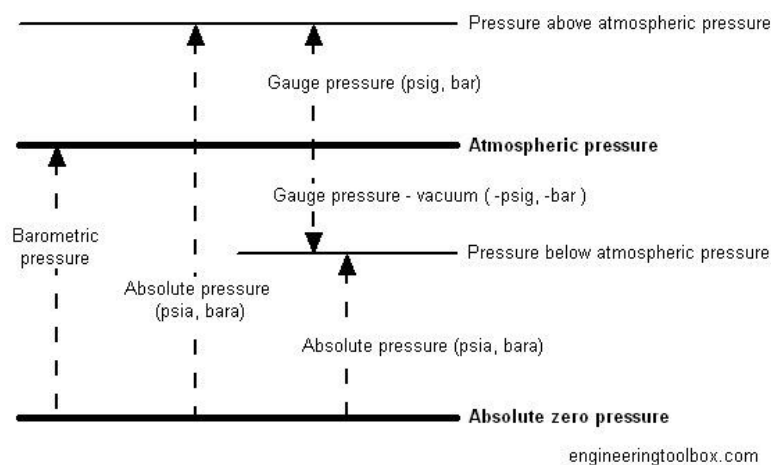 Pressure above atmospheric pressure
Gauge pressure (psig, bar)
Atmospheric pressure
Gauge pressure - vacuum ( -psig, -bar )
Barometric
pressure
Pressure below atmospheric pressure
Absolute pressure
(psia, bara)
Absolute pressure (psia, bara)
Absolute zero pressure
engineeringtoolbox.com